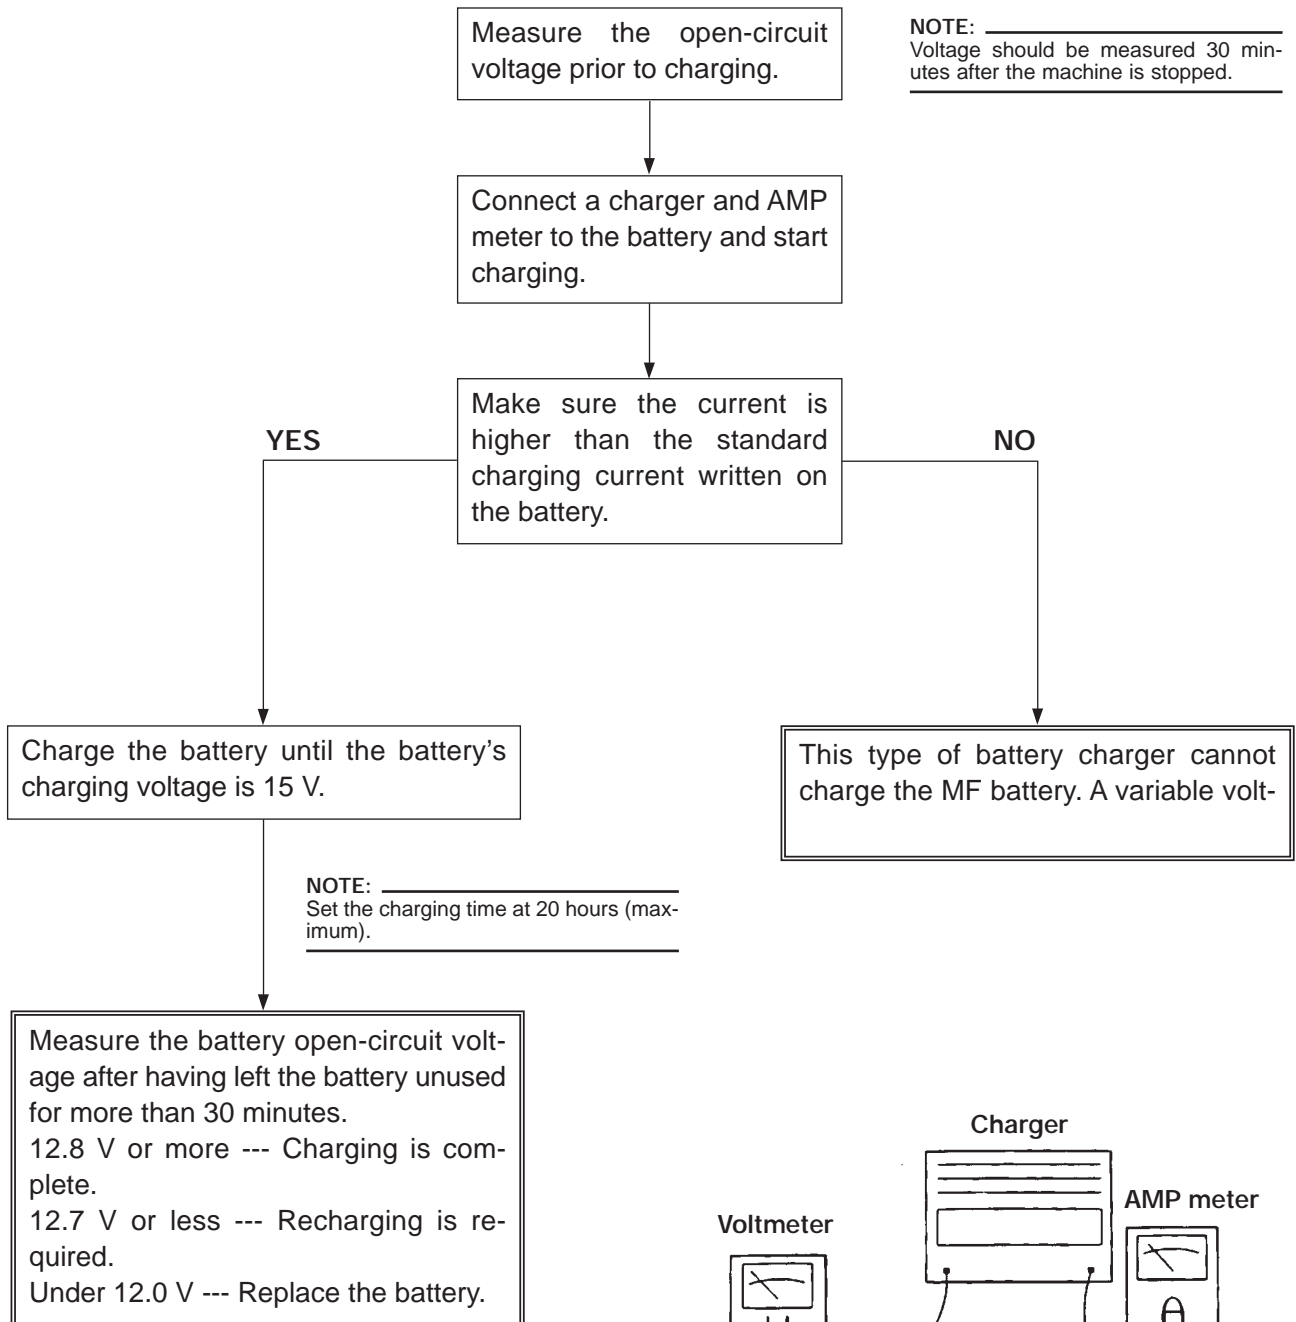 Measure the open-circuit
voltage prior to charging.
NOTE:
Voltage should be measured 30 min-
utes after the machine is stopped.
Connect a charger and AMP
meter to the battery and start
charging.
Make sure the current is
higher than the standard
charging current written on
the battery.
YES
NO
Charge the battery until the battery’s
charging voltage is 15 V.
This type of battery charger cannot
charge the MF battery. A variable volt-
NOTE:
Set the charging time at 20 hours (max-
imum).
Measure the battery open-circuit volt-
age after having left the battery unused
for more than 30 minutes.
12.8 V or more --- Charging is com-
plete.
12.7 V or less --- Recharging is re-
quired.
Under 12.0 V --- Replace the battery.
Charger
AMP meter
Voltmeter